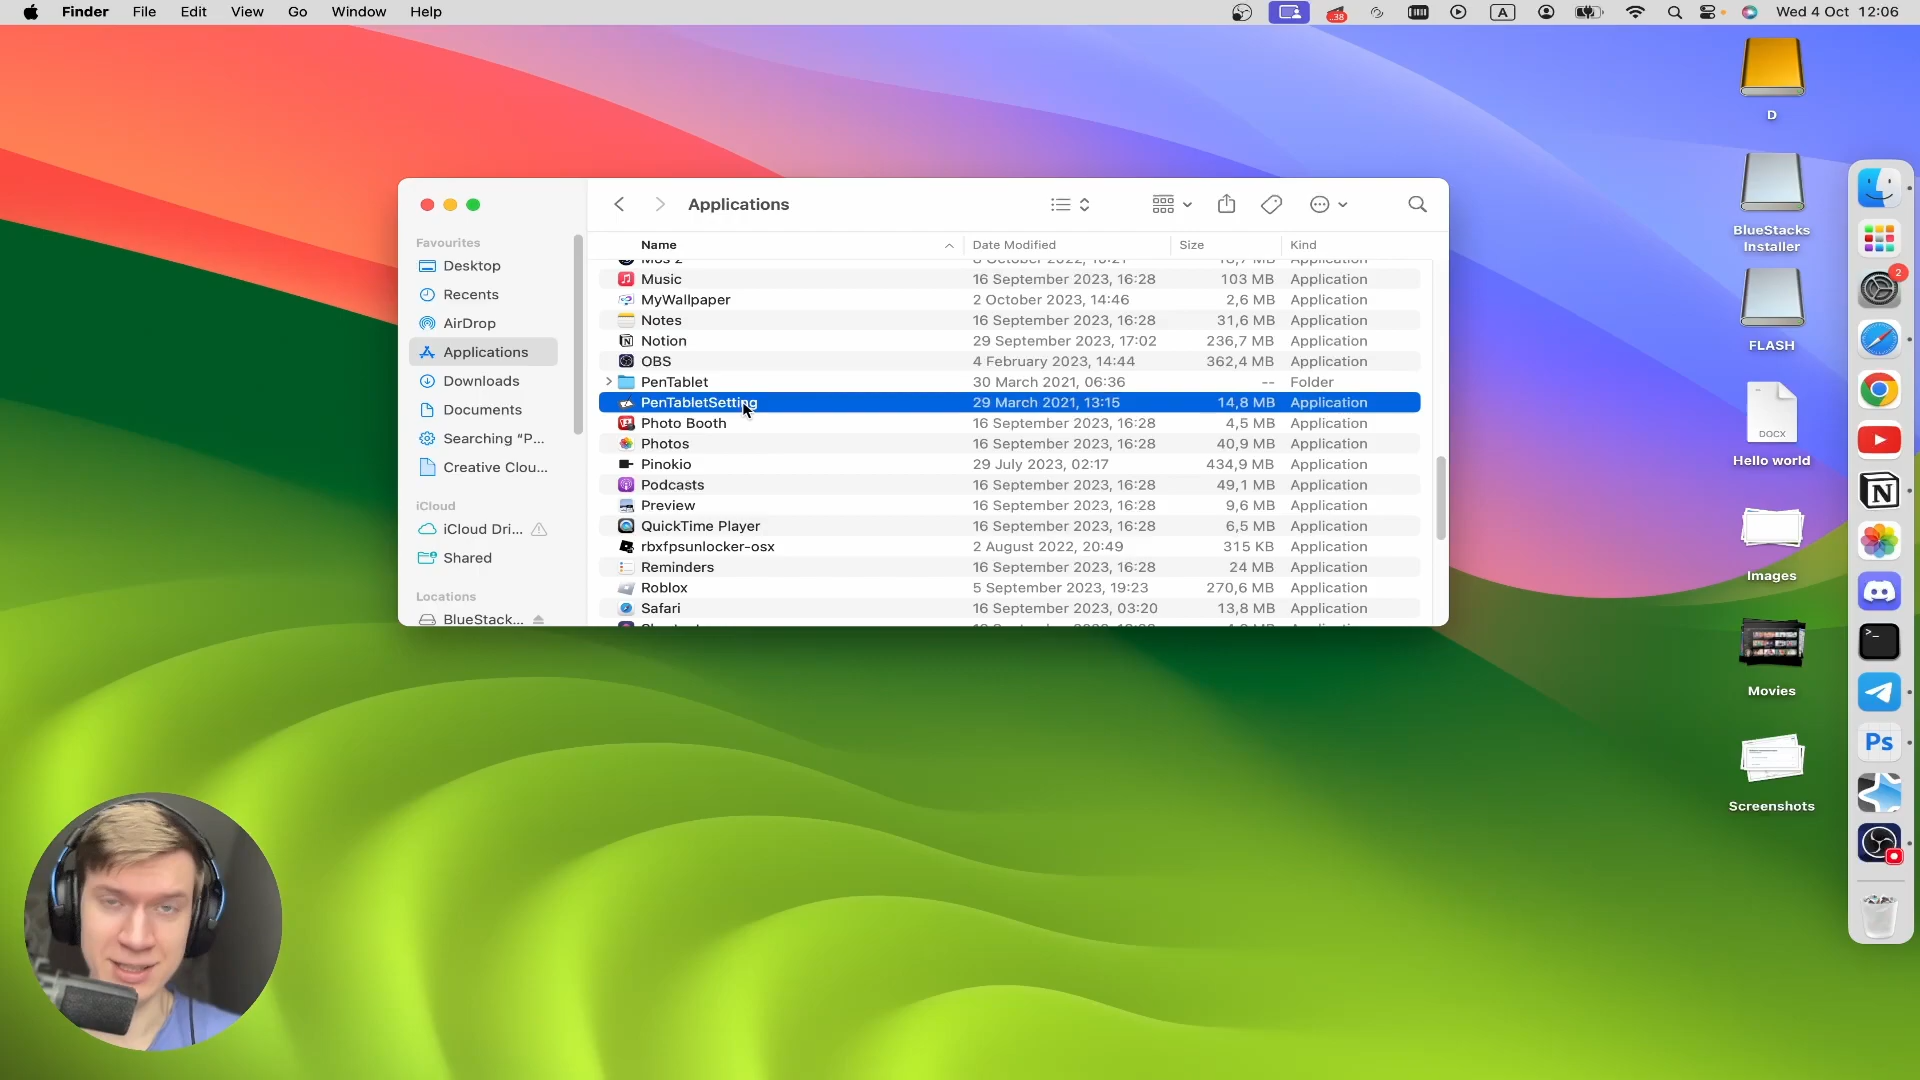 Finder File Edit View Go Window Help
38 A Wed 4 Oct 12:06
D
BlueStacks
Installer
FLASH
DOCX
Hello world
Images
Movies
Screenshots
2
Ps
Applications
Favourites
Desktop
Recents
AirDrop
Applications
Downloads
Documents
Searching “P...
Creative Clou...
iCloud
iCloud Dri...
Shared
Locations
BlueStack...
Name Date Modified Size Kind
Music 16 September 2023, 16:28 103 MB Application
MyWallpaper 2 October 2023, 14:46 2,6 MB Application
Notes 16 September 2023, 16:28 31,6 MB Application
Notion 29 September 2023, 17:02 236,7 MB Application
OBS 4 February 2023, 14:44 362,4 MB Application
PenTablet 30 March 2021, 06:36 -- Folder
PenTabletSetting 29 March 2021, 13:15 14,8 MB Application
Photo Booth 16 September 2023, 16:28 4,5 MB Application
Photos 16 September 2023, 16:28 40,9 MB Application
Pinokio 29 July 2023, 02:17 434,9 MB Application
Podcasts 16 September 2023, 16:28 49,1 MB Application
Preview 16 September 2023, 16:28 9,6 MB Application
QuickTime Player 16 September 2023, 16:28 6,5 MB Application
rbxfpsunlocker-osx 2 August 2022, 20:49 315 KB Application
Reminders 16 September 2023, 16:28 24 MB Application
Roblox 5 September 2023, 19:23 270,6 MB Application
Safari 16 September 2023, 03:20 13,8 MB Application